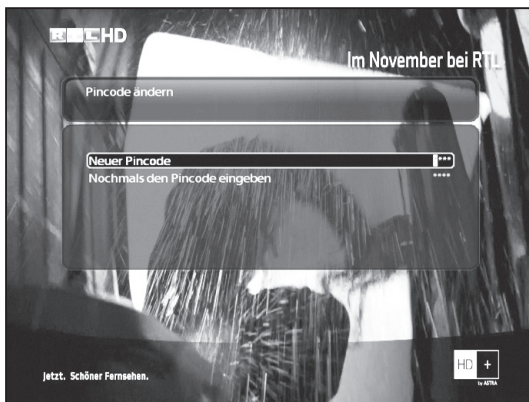 RTL HD
Im November bei RTL
Pincode ändern
Neuer Pincode ***
Nochmals den Pincode eingeben ****
Jetzt. Schöner Fernsehen.
HD +
by ASTRA